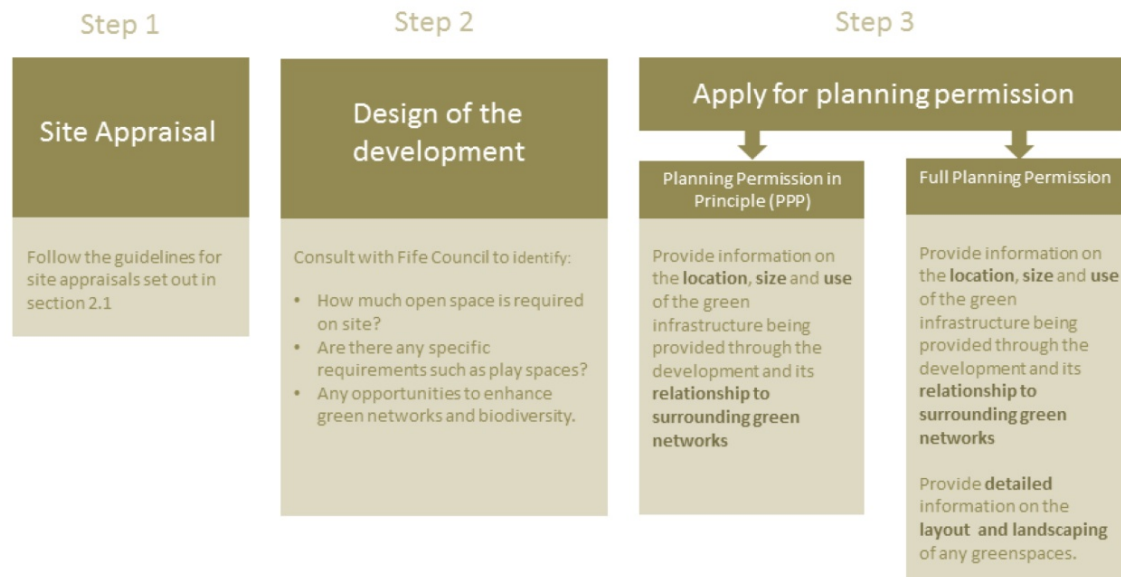 Step 1
Site Appraisal
Follow the guidelines for
site appraisals set out in
section 2.1
Step 2
Design of the
development
Consult with Fife Council to identify:
• How much open space is required
on site?
• Are there any specific
requirements such as play spaces?
• Any opportunities to enhance
green networks and biodiversity.
Step 3
Apply for planning permission
Planning Permission in
Principle (PPP)
Provide information on
the location, size and use
of the green
infrastructure being
provided through the
development and its
relationship to
surrounding green
networks
Full Planning Permission
Provide information on
the location, size and use
of the green
infrastructure being
provided through the
development and its
relationship to
surrounding green
networks
Provide detailed
information on the
layout and landscaping
of any greenspaces.